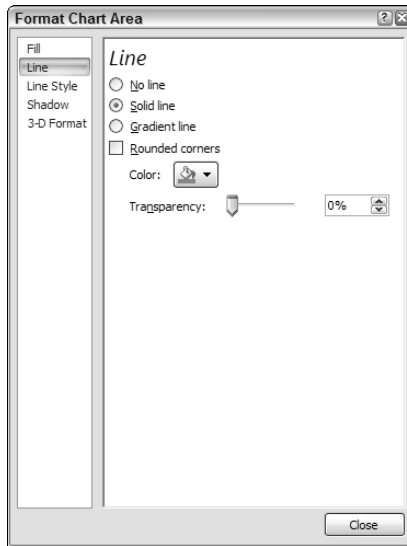 Format Chart Area
Fill
Line
Line Style
Shadow
3-D Format
Line
No line
Solid line
Gradient line
Rounded corners
Color:
Transparency:
0%
Close